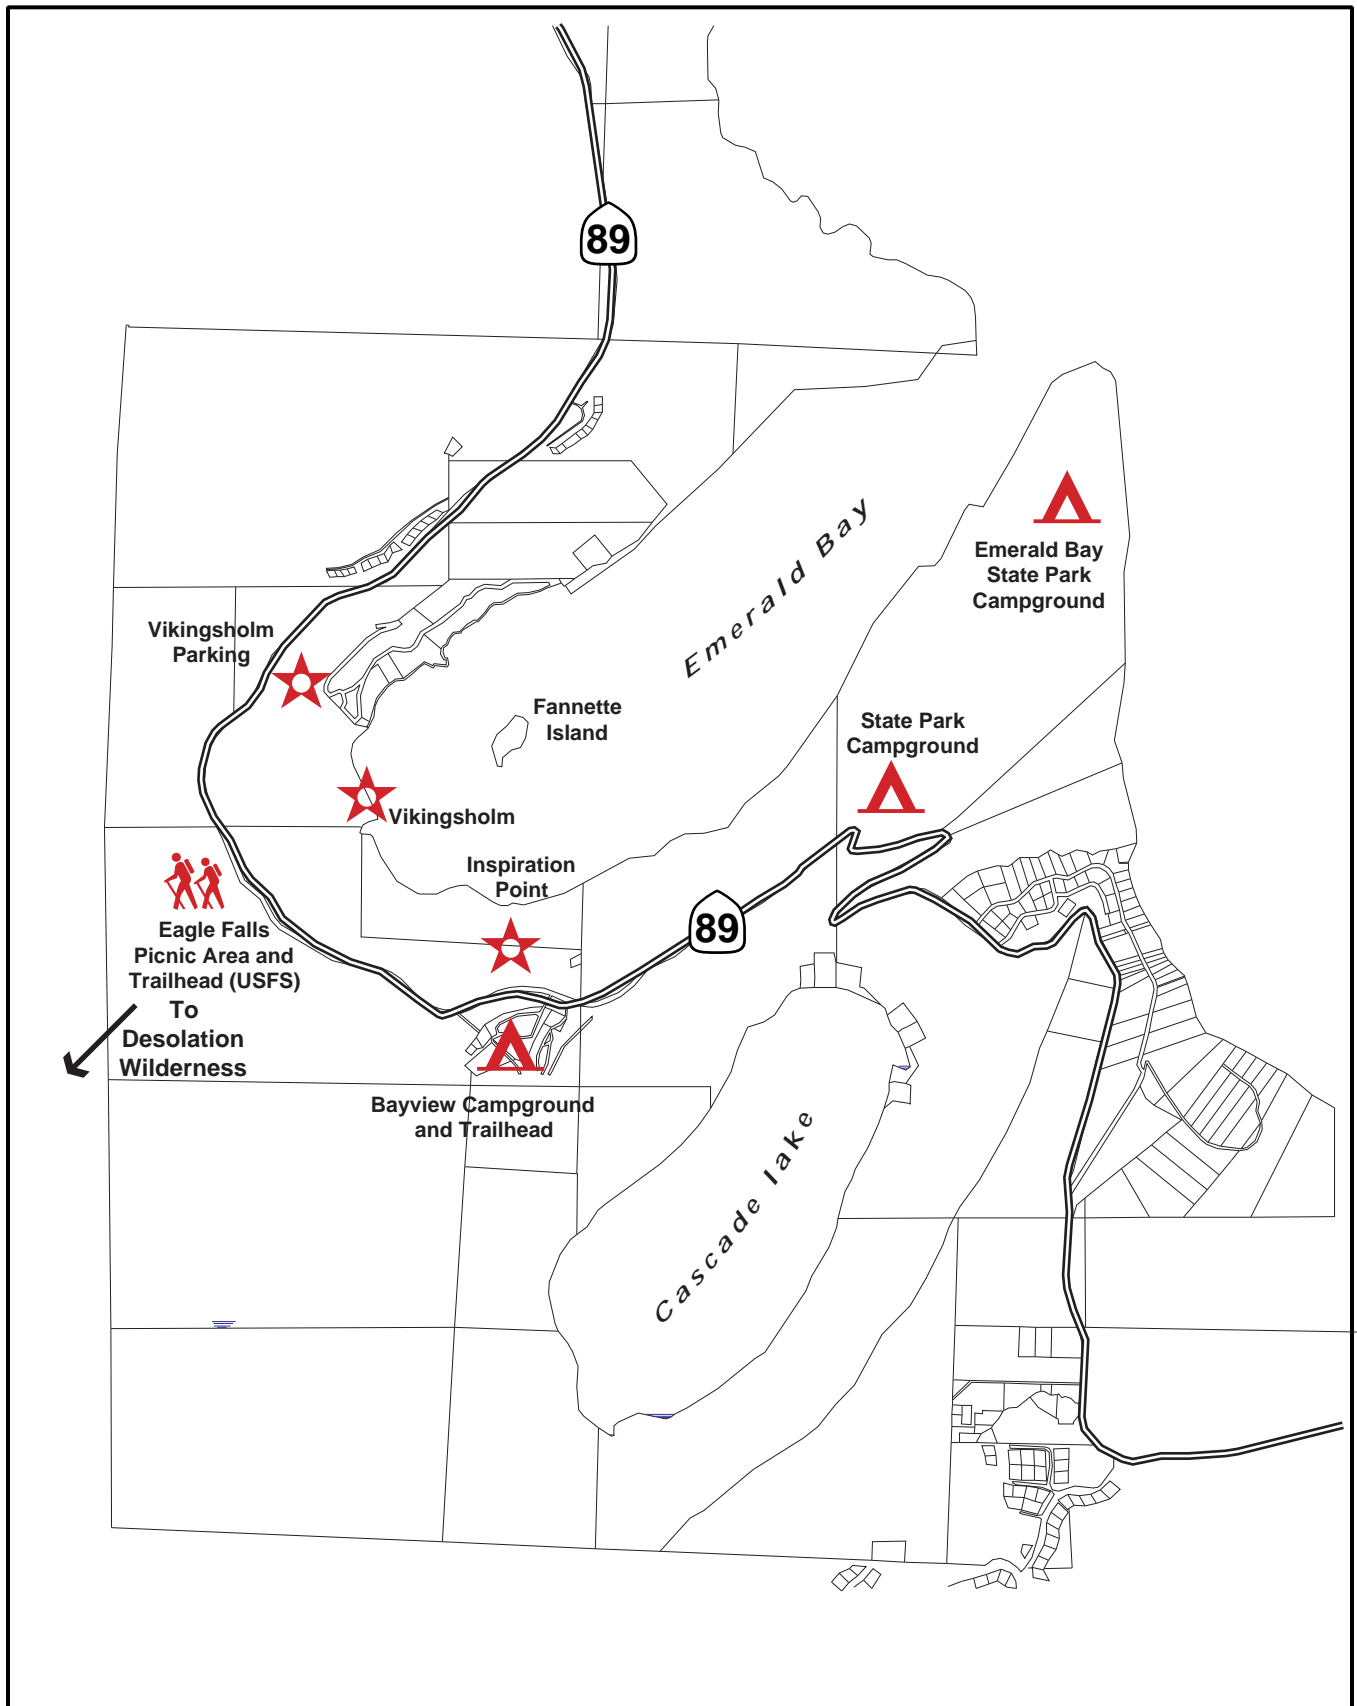 89
Emerald Bay
Emerald Bay
State Park
Campground
Vikingsholm
Parking
Fannette
Island
State Park
Campground
Vikingsholm
Inspiration
Point
89
Eagle Falls
Picnic Area and
Trailhead (USFS)
To
Desolation
Wilderness
Bayview Campground
and Trailhead
Cascade lake